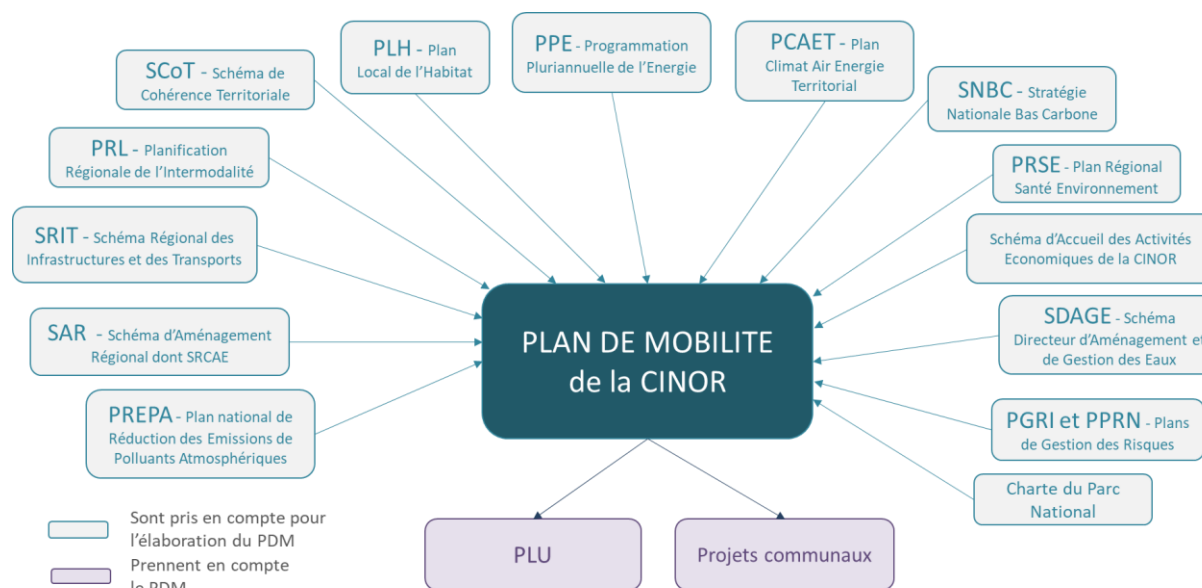 PLH - Plan
Local de l'Habitat
PPE - Programmation
Pluriannuelle de l'Energie
PCAET - Plan
Climat Air Energie
Territorial
SCoT - Schéma de
Cohérence Territoriale
SNBC - Stratégie
Nationale Bas Carbone
PRL - Planification
Régionale de l'Intermodalité
PRSE - Plan Régional
Santé Environnement
SRIT - Schéma Régional des
Infrastructures et des Transports
Schéma d'Accueil des Activités
Economiques de la CINOR
SAR - Schéma d'Aménagement
Régional dont SRCAE
SDAGE - Schéma
Directeur d'Aménagement et
de Gestion des Eaux
PLAN DE MOBILITE
de la CINOR
PREPA - Plan national de
Réduction des Emissions de
Polluants Atmosphériques
PGRI et PPRN - Plans
de Gestion des Risques
Charte du Parc
National
Sont pris en compte pour
l'élaboration du PDM
Prennent en compte
le PDM
PLU
Projets communaux